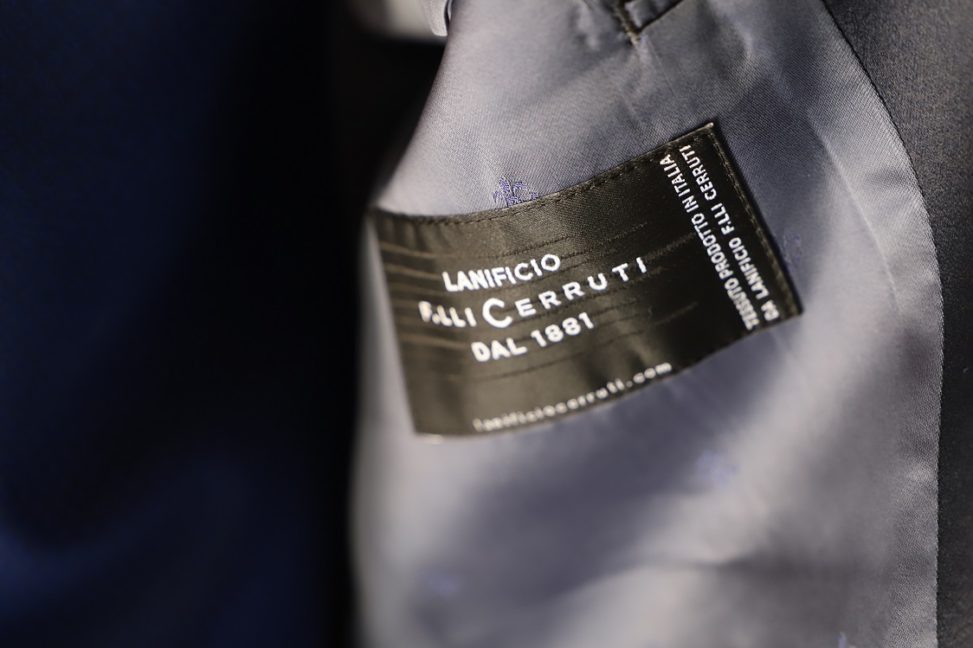 LANIFICIO
F.LLI CERRUTI
DAL 1881
lanificiocerruti.com
TESSUTO PRODOTTO IN ITALIA
DA LANIFICIO F.LLI CERRUTI